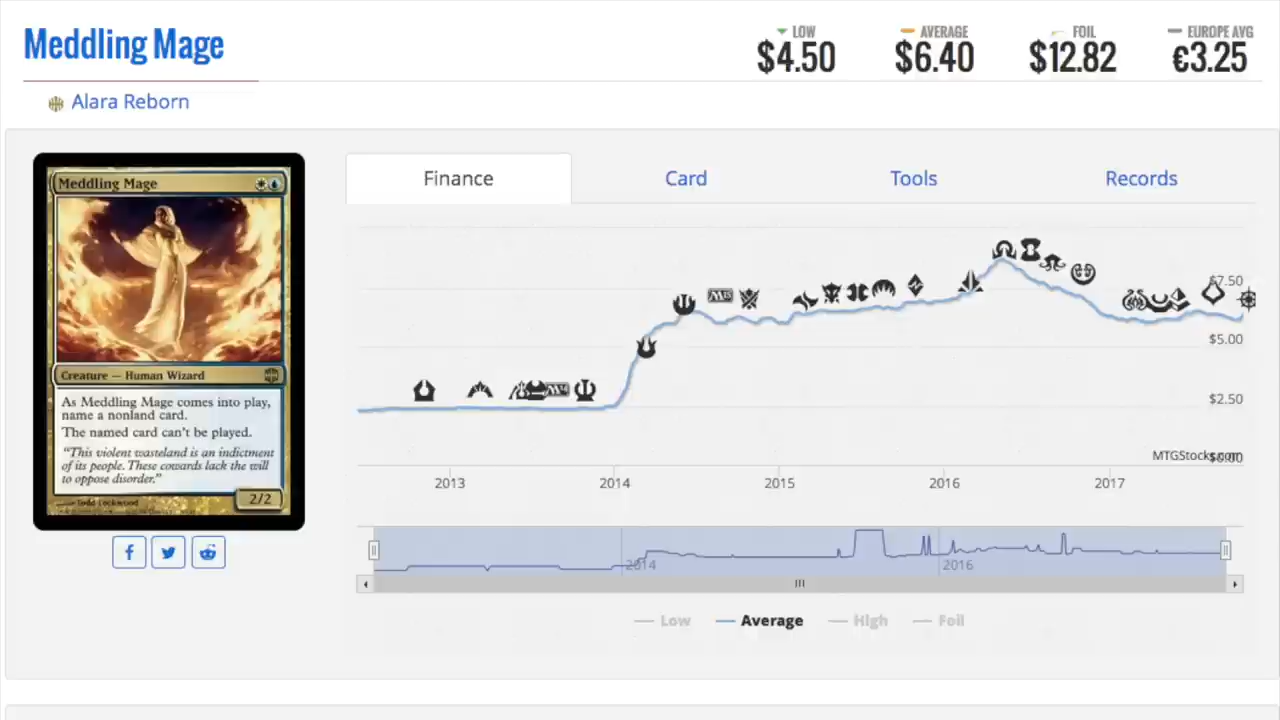 Meddling Mage
LOW
$4.50
AVERAGE
$6.40
FOIL
$12.82
EUROPE AVG
€3.25
Alara Reborn
Meddling Mage
Creature — Human Wizard
As Meddling Mage comes into play,
name a nonland card.
The named card can't be played.
"This violent wasteland is an indictment
of its people. These cowards lack the will
to oppose disorder."
Todd Lockwood
2/2
Finance
Card
Tools
Records
$7.50
$5.00
$2.50
$0.00
MTGStocks.com
2013
2014
2015
2016
2017
2014
2016
Low
Average
High
Foil